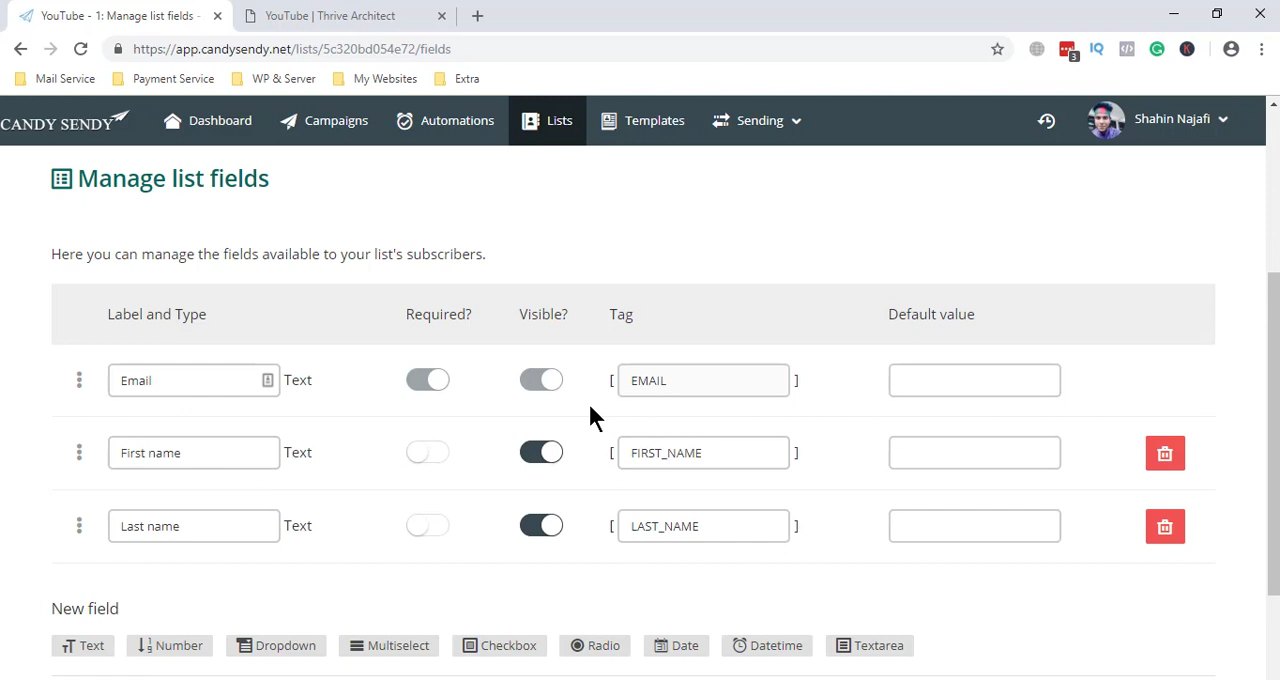 YouTube - 1: Manage list fields -
YouTube | Thrive Architect
https://app.candysendy.net/lists/5c320bd054e72/fields
3
IQ
K
Mail Service
Payment Service
WP & Server
My Websites
Extra
CANDY SENDY
Dashboard
Campaigns
Automations
Lists
Templates
Sending
Shahin Najafi
Manage list fields
Here you can manage the fields available to your list's subscribers.
Label and Type
Required?
Visible?
Tag
Default value
Email
Text
[ EMAIL ]
First name
Text
[ FIRST_NAME ]
Last name
Text
[ LAST_NAME ]
New field
Text
Number
Dropdown
Multiselect
Checkbox
Radio
Date
Datetime
Textarea